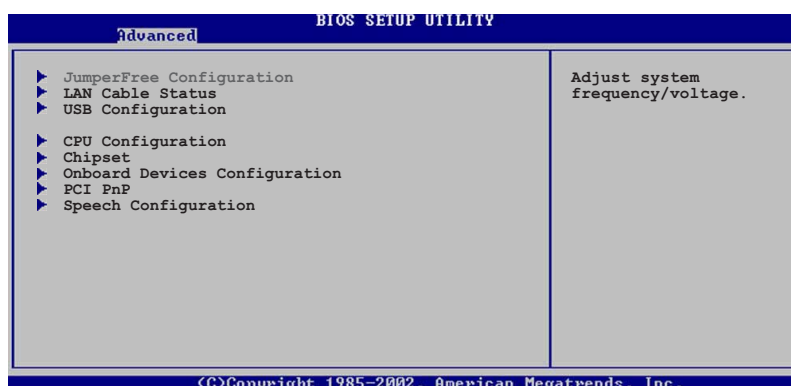 BIOS SETUP UTILITY
Advanced
JumperFree Configuration
LAN Cable Status
USB Configuration
CPU Configuration
Chipset
Onboard Devices Configuration
PCI PnP
Speech Configuration
Adjust system
frequency/voltage.
(C)Copyright 1985-2002, American Megatrends, Inc.